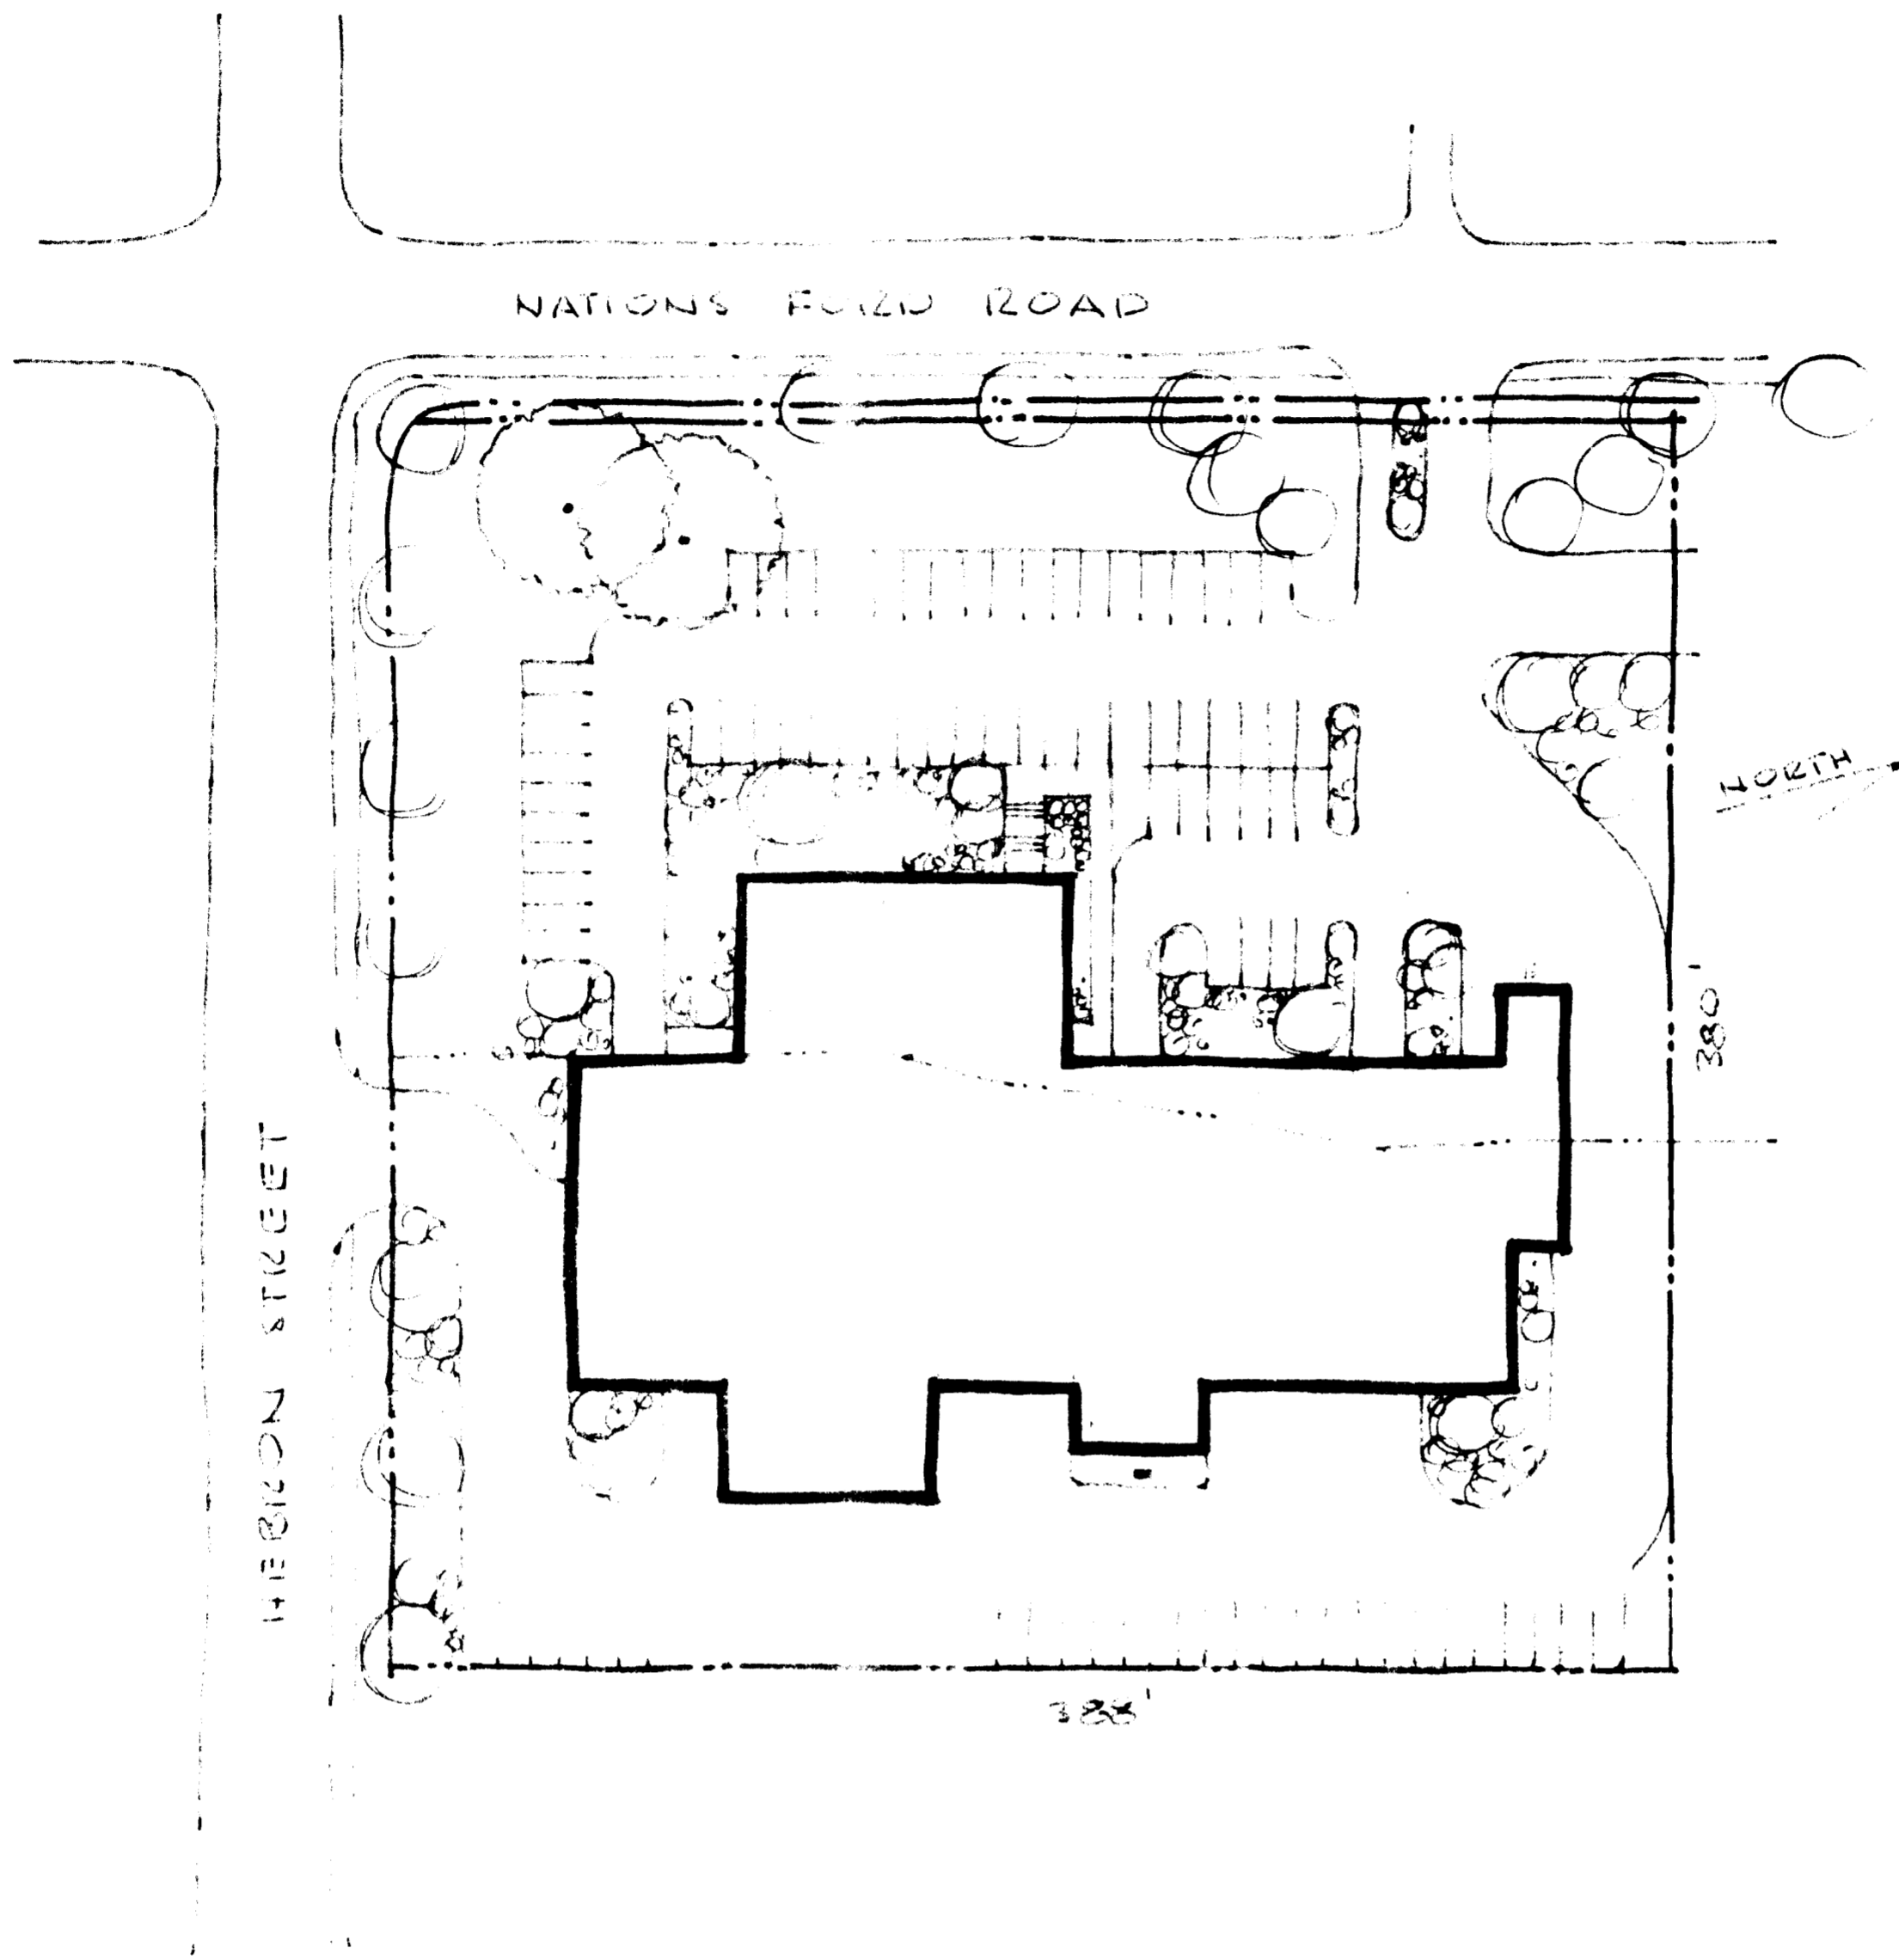 NATIONS FORD ROAD
NORTH
380'
HEBRON STREET
388'